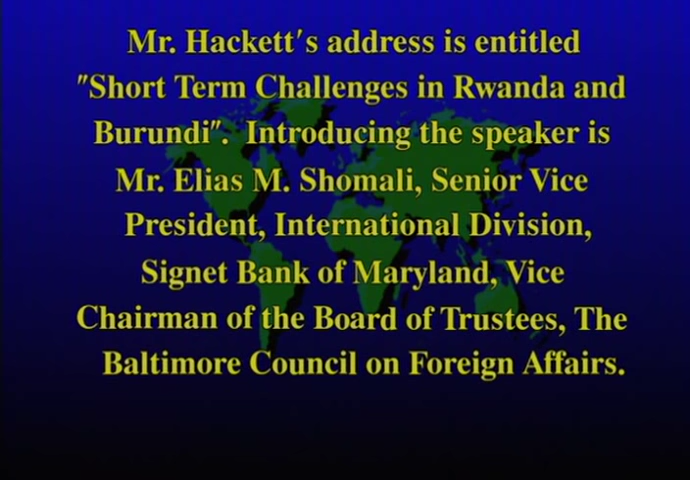 Mr. Hackett's address is entitled
"Short Term Challenges in Rwanda and
Burundi". Introducing the speaker is
Mr. Elias M. Shomali, Senior Vice
President, International Division,
Signet Bank of Maryland, Vice
Chairman of the Board of Trustees, The
Baltimore Council on Foreign Affairs.